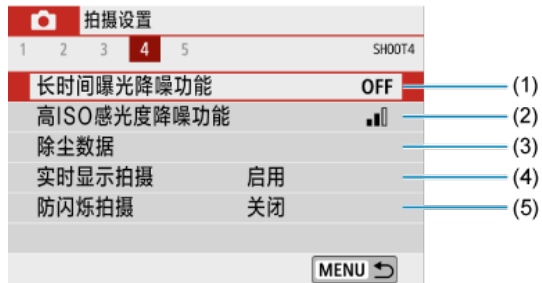 拍摄设置
1 2 3 4 5 SHOOT4
长时间曝光降噪功能 OFF (1)
高ISO感光度降噪功能 (2)
除尘数据 (3)
实时显示拍摄 启用 (4)
防闪烁拍摄 关闭 (5)
MENU